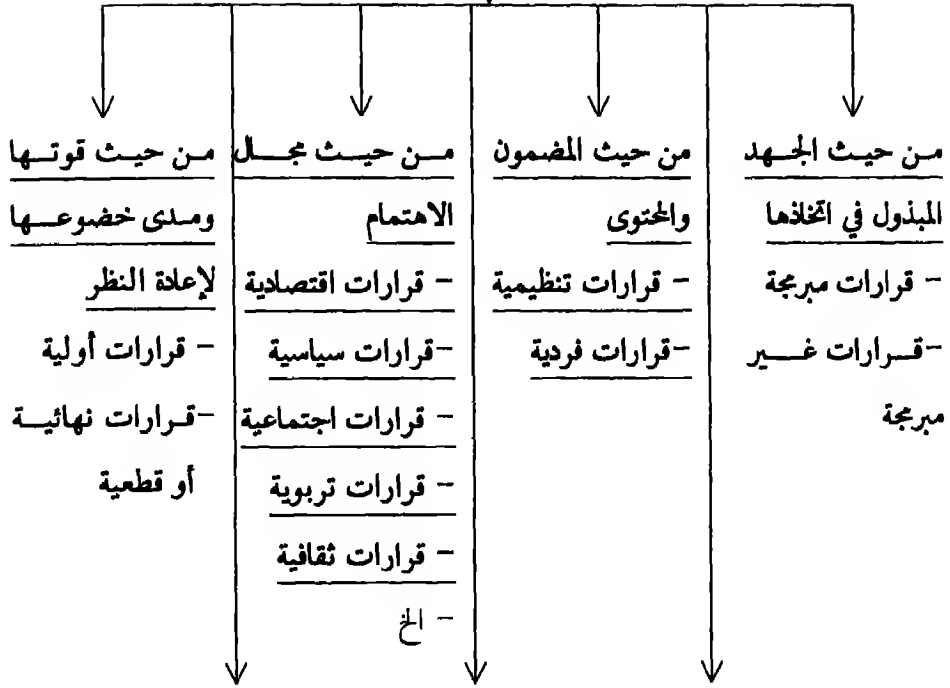 من حيث الجهد
المبذول في اتخاذها
- قرارات مبرمجة
-قرارات غير
مبرمجة
من حيث المضمون
والمحتوى
- قرارات تنظيمية
-قرارات فردية
من حيث مجال
الاهتمام
- قرارات اقتصادية
-قرارات سياسية
- قرارات اجتماعية
- قرارات تربوية
- قرارات ثقافية
- الخ
من حيث قوتها
ومدى خضوعها
لإعادة النظر
- قرارات أولية
-قرارات نهائية
أو قطعية